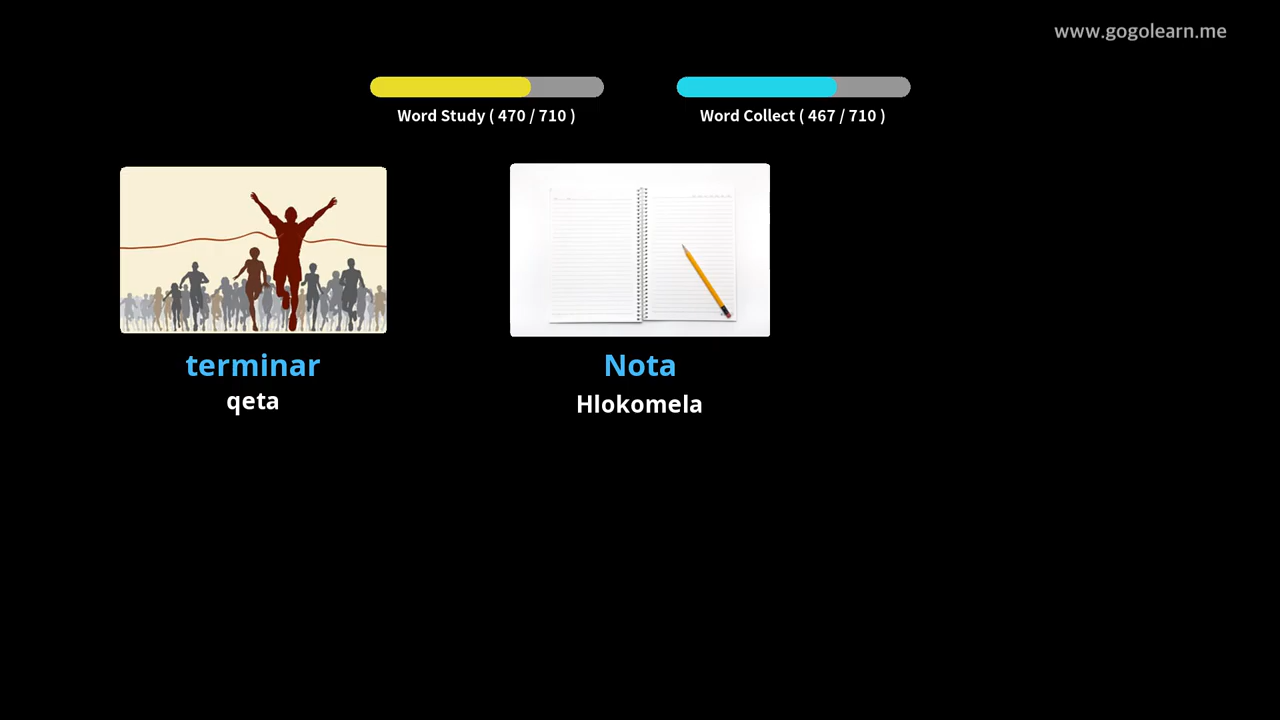 www.gogolearn.me
Word Study ( 470 / 710 )
Word Collect ( 467 / 710 )
terminar
qeta
Nota
Hlokomela